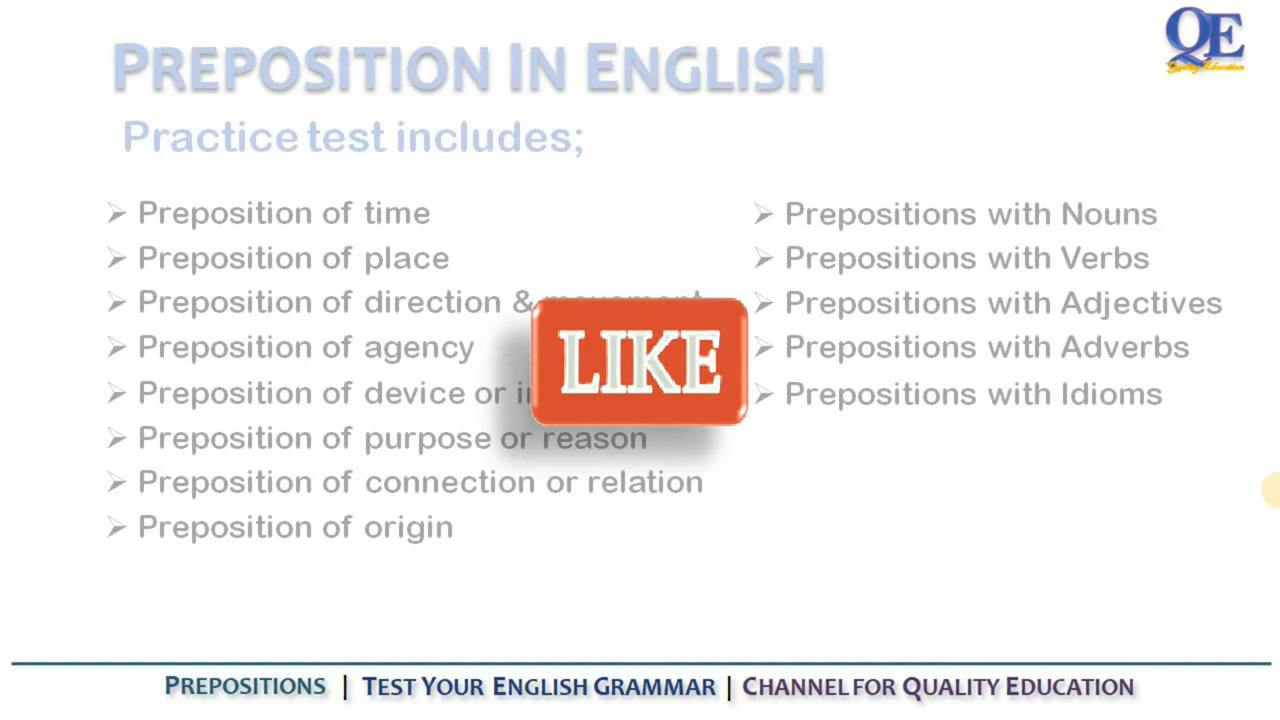 PREPOSITION IN ENGLISH
QE
Quality Education
Practice test includes;
➢ Preposition of time
➢ Preposition of place
➢ Preposition of direction & movement
➢ Preposition of agency
➢ Preposition of device or
➢ Preposition of purpose or reason
➢ Preposition of connection or relation
➢ Preposition of origin
➢ Prepositions with Nouns
➢ Prepositions with Verbs
➢ Prepositions with Adjectives
➢ Prepositions with Adverbs
➢ Prepositions with Idioms
LIKE
PREPOSITIONS | TEST YOUR ENGLISH GRAMMAR | CHANNEL FOR QUALITY EDUCATION